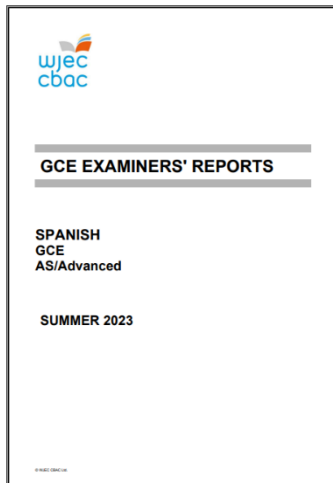 wjec
cbac
GCE EXAMINERS' REPORTS
SPANISH
GCE
AS/Advanced
SUMMER 2023
© WJEC CBAC Ltd.